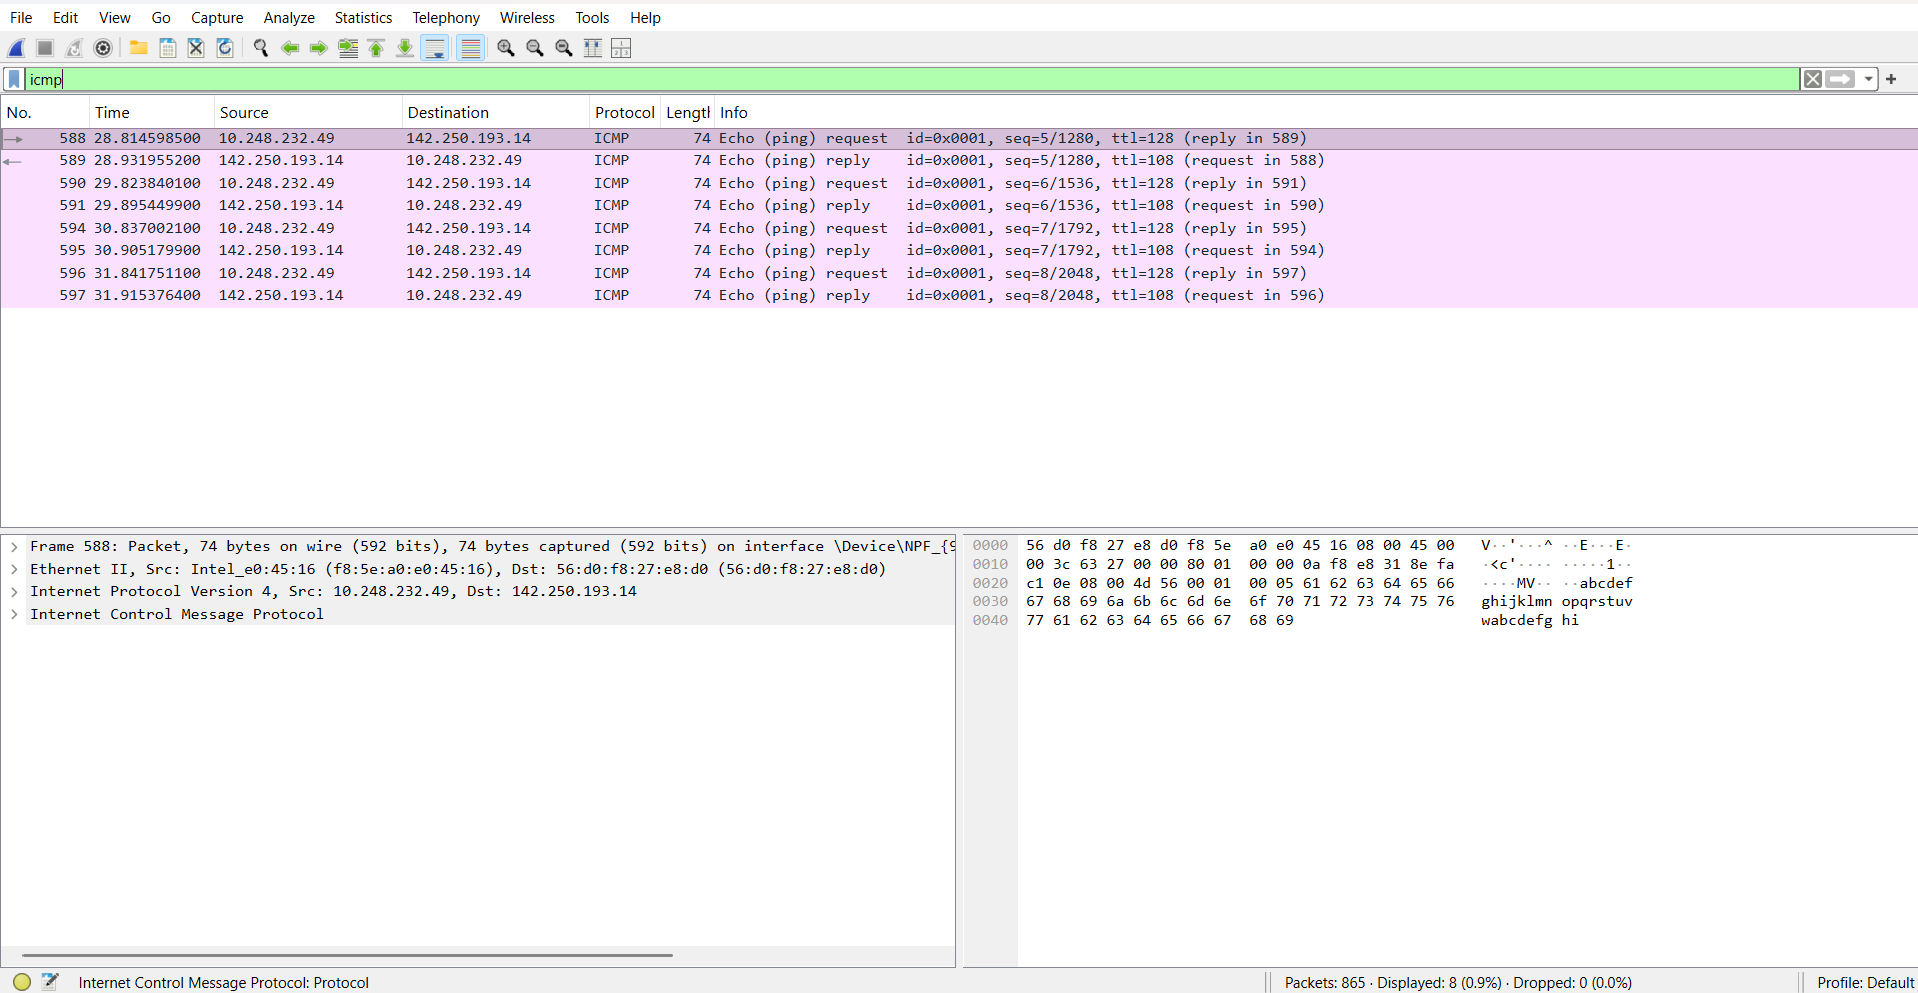 File Edit View Go Capture Analyze Statistics Telephony Wireless Tools Help
icmp
No. Time Source Destination Protocol Length Info
588 28.814598500 10.248.232.49 142.250.193.14 ICMP 74 Echo (ping) request id=0x0001, seq=5/1280, ttl=128 (reply in 589)
589 28.931955200 142.250.193.14 10.248.232.49 ICMP 74 Echo (ping) reply id=0x0001, seq=5/1280, ttl=108 (request in 588)
590 29.823840100 10.248.232.49 142.250.193.14 ICMP 74 Echo (ping) request id=0x0001, seq=6/1536, ttl=128 (reply in 591)
591 29.895449900 142.250.193.14 10.248.232.49 ICMP 74 Echo (ping) reply id=0x0001, seq=6/1536, ttl=108 (request in 590)
594 30.837002100 10.248.232.49 142.250.193.14 ICMP 74 Echo (ping) request id=0x0001, seq=7/1792, ttl=128 (reply in 595)
595 30.905179900 142.250.193.14 10.248.232.49 ICMP 74 Echo (ping) reply id=0x0001, seq=7/1792, ttl=108 (request in 594)
596 31.841751100 10.248.232.49 142.250.193.14 ICMP 74 Echo (ping) request id=0x0001, seq=8/2048, ttl=128 (reply in 597)
597 31.915376400 142.250.193.14 10.248.232.49 ICMP 74 Echo (ping) reply id=0x0001, seq=8/2048, ttl=108 (request in 596)
Frame 588: Packet, 74 bytes on wire (592 bits), 74 bytes captured (592 bits) on interface \Device\NPF_{9
Ethernet II, Src: Intel_e0:45:16 (f8:5e:a0:e0:45:16), Dst: 56:d0:f8:27:e8:d0 (56:d0:f8:27:e8:d0)
Internet Protocol Version 4, Src: 10.248.232.49, Dst: 142.250.193.14
Internet Control Message Protocol
0000 56 d0 f8 27 e8 d0 f8 5e a0 e0 45 16 08 00 45 00 V··'···^ ··E···E·
0010 00 3c 63 27 00 00 80 01 00 00 0a f8 e8 31 8e fa ·<c'···· ·····1··
0020 c1 0e 08 00 4d 56 00 01 00 05 61 62 63 64 65 66 ····MV·· ··abcdef
0030 67 68 69 6a 6b 6c 6d 6e 6f 70 71 72 73 74 75 76 ghijklmn opqrstuv
0040 77 61 62 63 64 65 66 67 68 69 wabcdefg hi
Internet Control Message Protocol: Protocol
Packets: 865 · Displayed: 8 (0.9%) · Dropped: 0 (0.0%)
Profile: Default